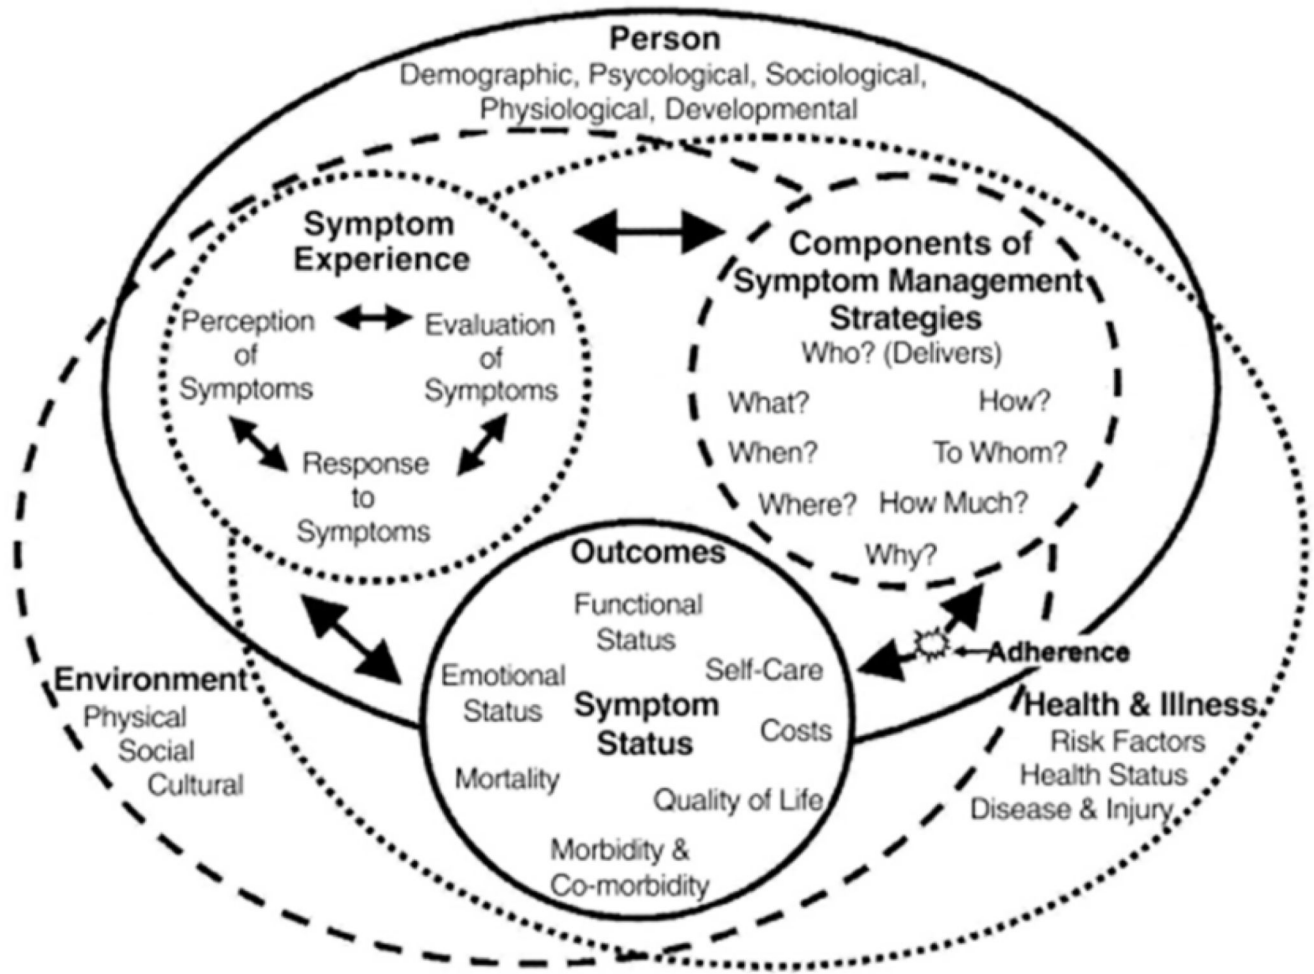 Person
Demographic, Psycological, Sociological,
Physiological, Developmental
Symptom
Experience
Perception
of
Symptoms
Evaluation
of
Symptoms
Response
to
Symptoms
Components of
Symptom Management
Strategies
Who? (Delivers)
What?
How?
When?
To Whom?
Where?
How Much?
Why?
Outcomes
Functional
Status
Emotional
Status
Self-Care
Symptom
Status
Costs
Mortality
Quality of Life
Morbidity &
Co-morbidity
Adherence
Environment
Physical
Social
Cultural
Health & Illness
Risk Factors
Health Status
Disease & Injury